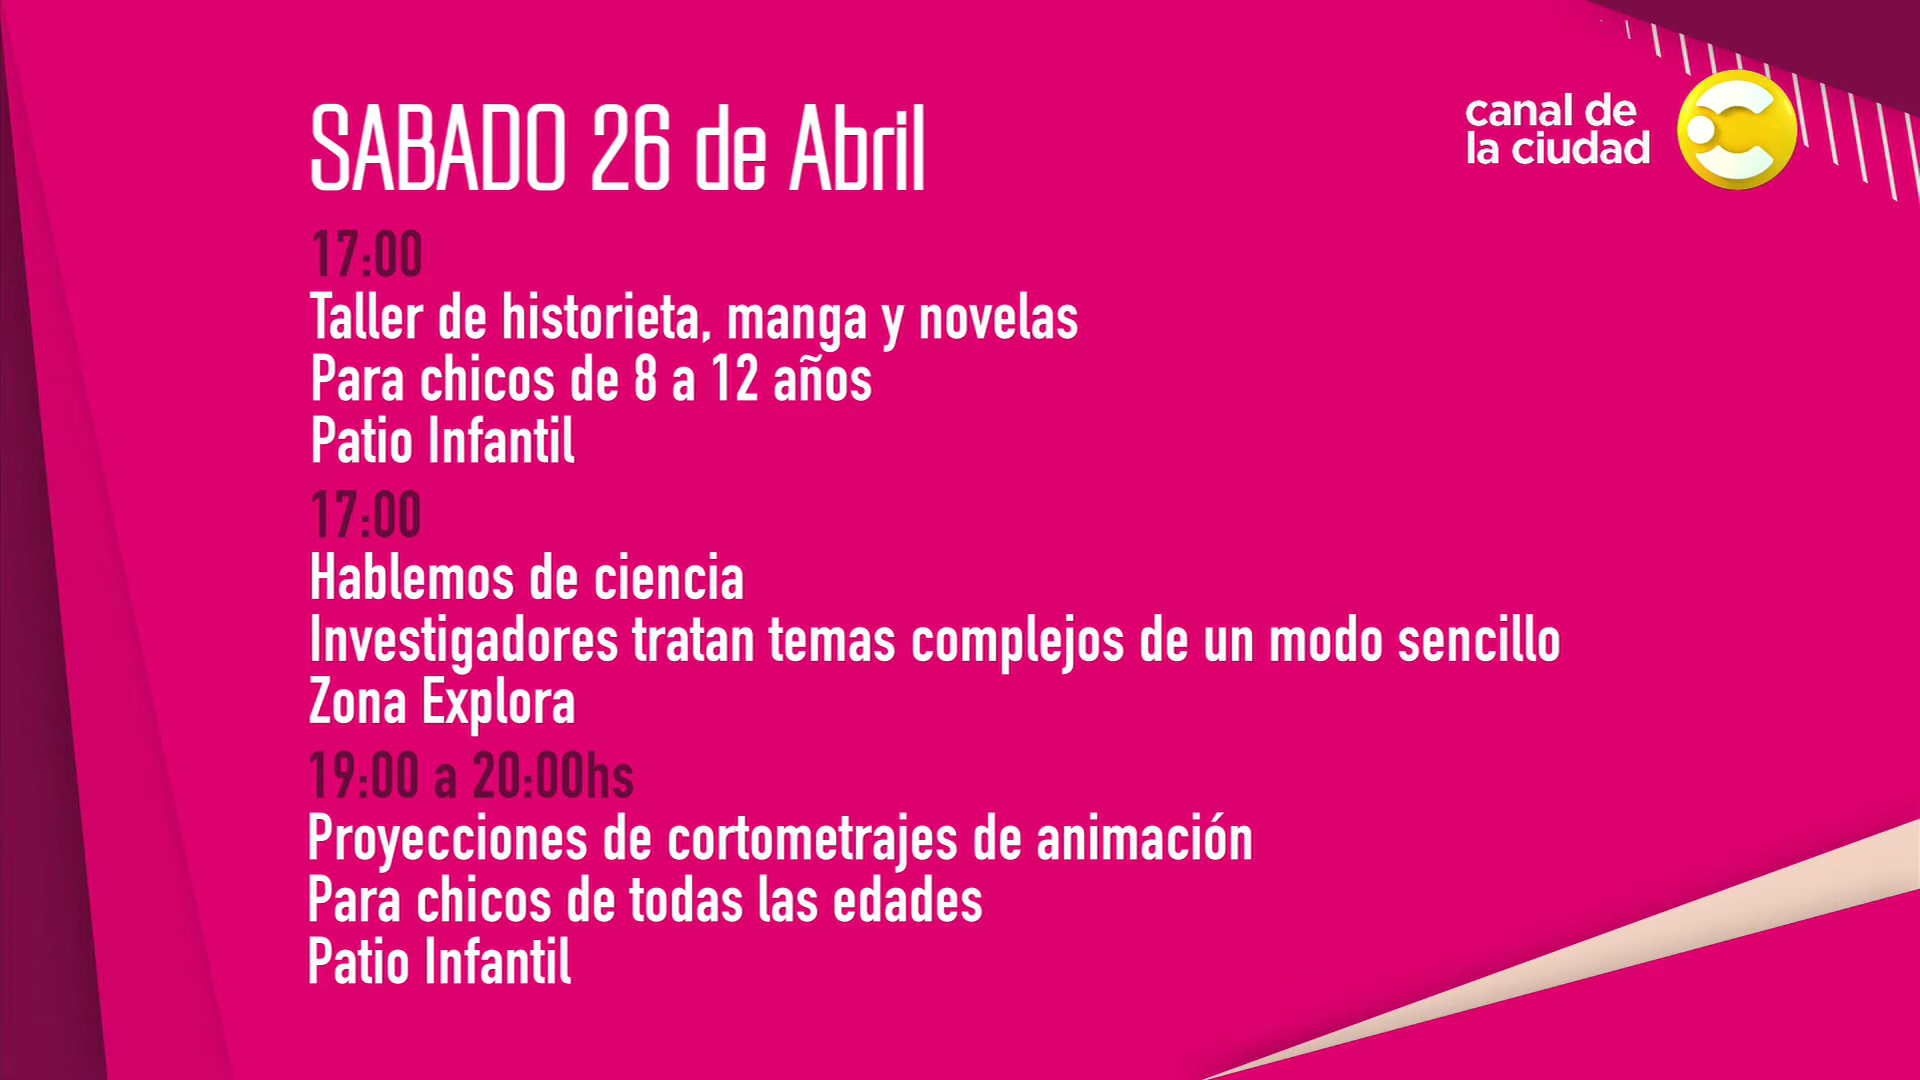 SABADO 26 de Abril
canal de
la ciudad
17:00
Taller de historieta, manga y novelas
Para chicos de 8 a 12 años
Patio Infantil
17:00
Hablemos de ciencia
Investigadores tratan temas complejos de un modo sencillo
Zona Explora
19:00 a 20:00hs
Proyecciones de cortometrajes de animación
Para chicos de todas las edades
Patio Infantil